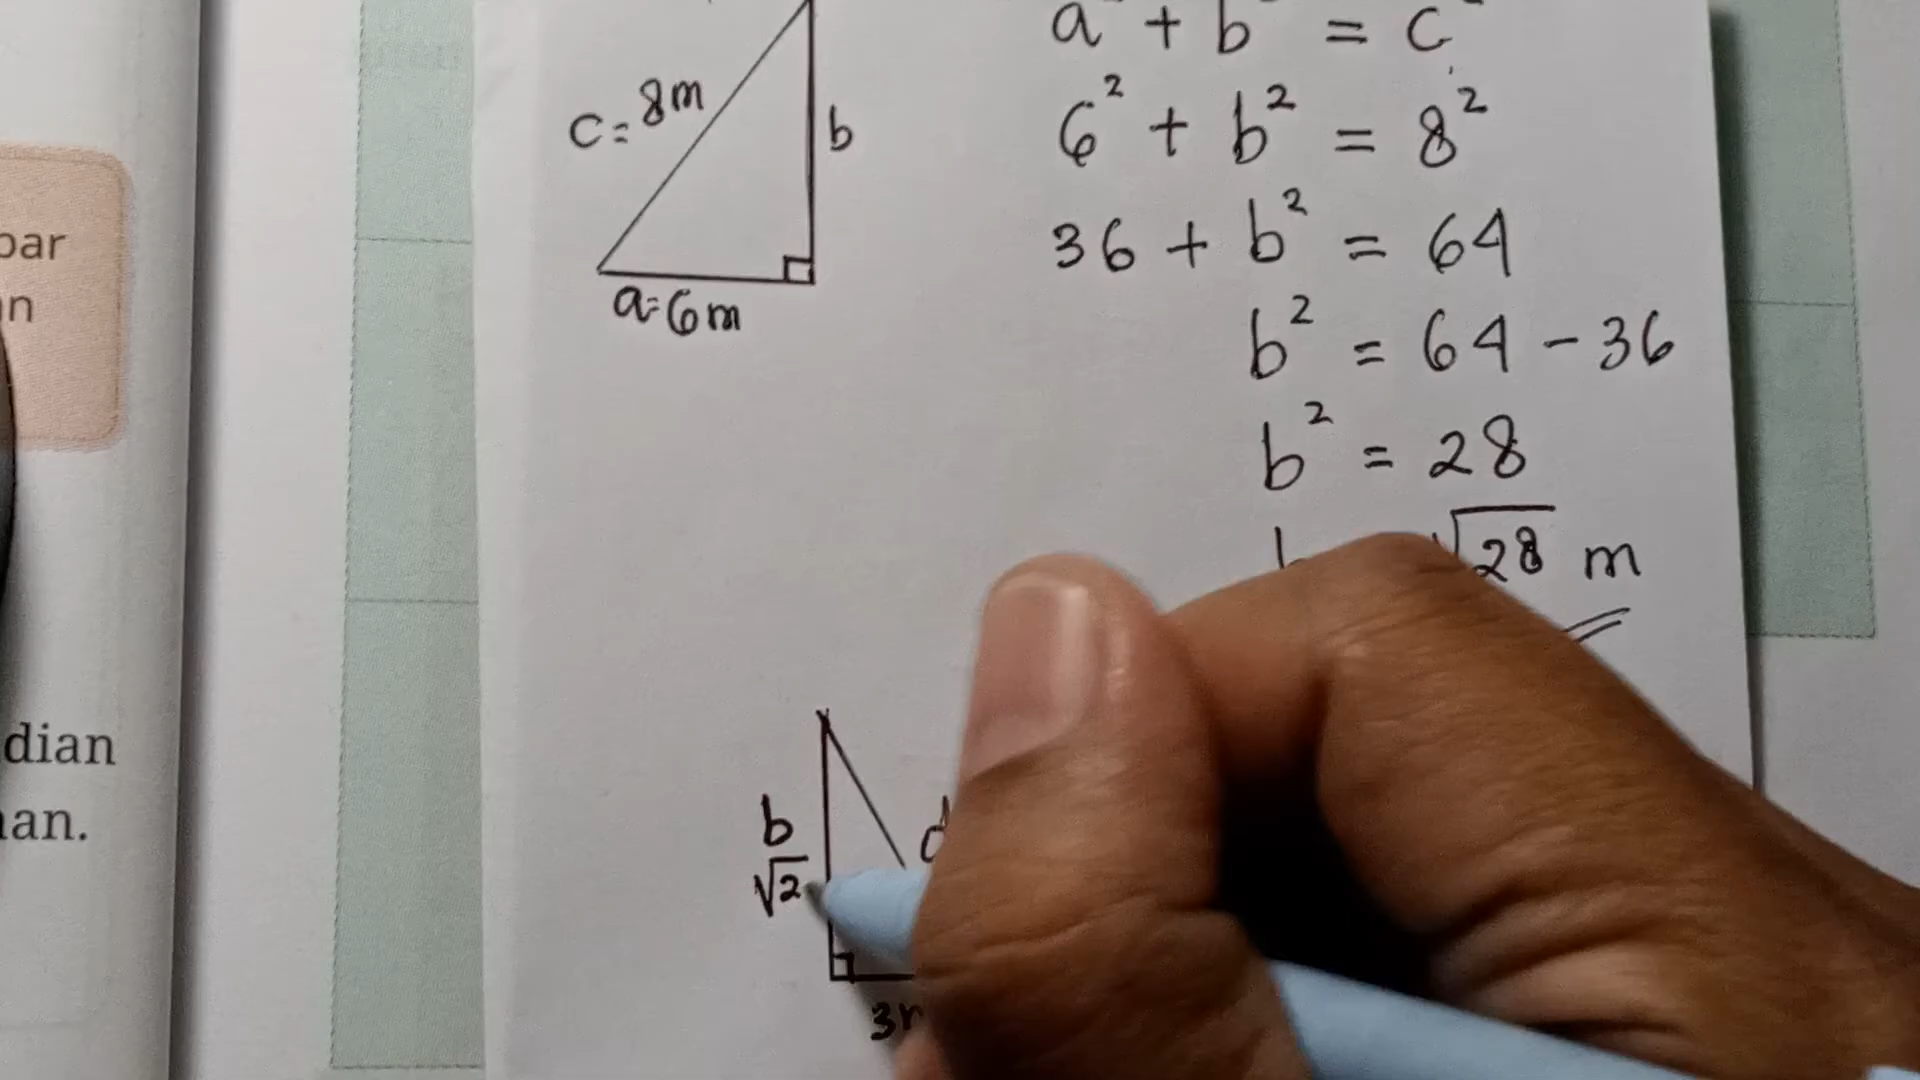 a + b = c
6² + b² = 8²
36 + b² = 64
b² = 64 - 36
b² = 28
√28 m
c = 8m
b
a = 6m
b
√2
d
3
bar
n
dian
an.